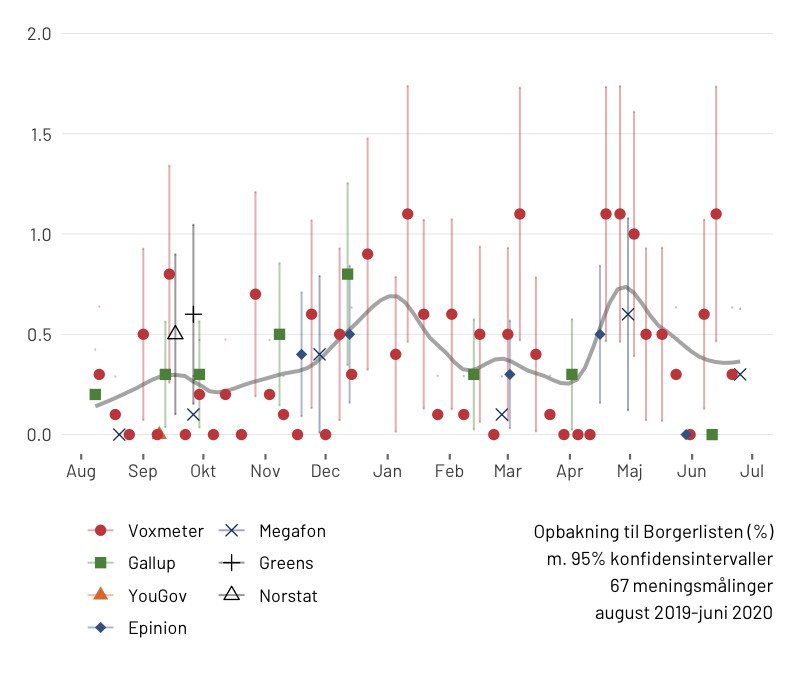 2.0
1.5
1.0
0.5
0.0
Aug Sep Okt Nov Dec Jan Feb Mar Apr Maj Jun Jul
Voxmeter Megafon
Gallup Greens
YouGov Norstat
Epinion
Opbakning til Borgerlisten (%)
m. 95% konfidensintervaller
67 meningsmålinger
august 2019-juni 2020